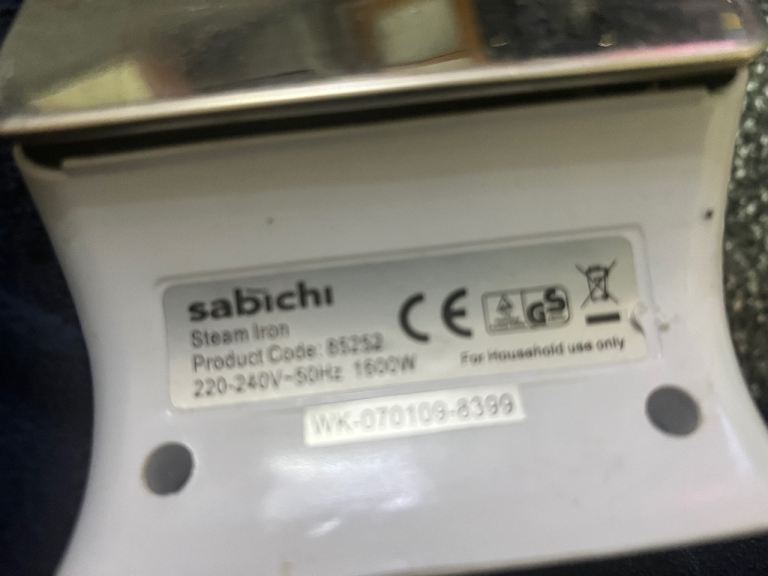 sabichi
Steam Iron
Product Code: 85252
220-240V~50Hz 1600W
CE GS
For Household use only
WK-070109-8399